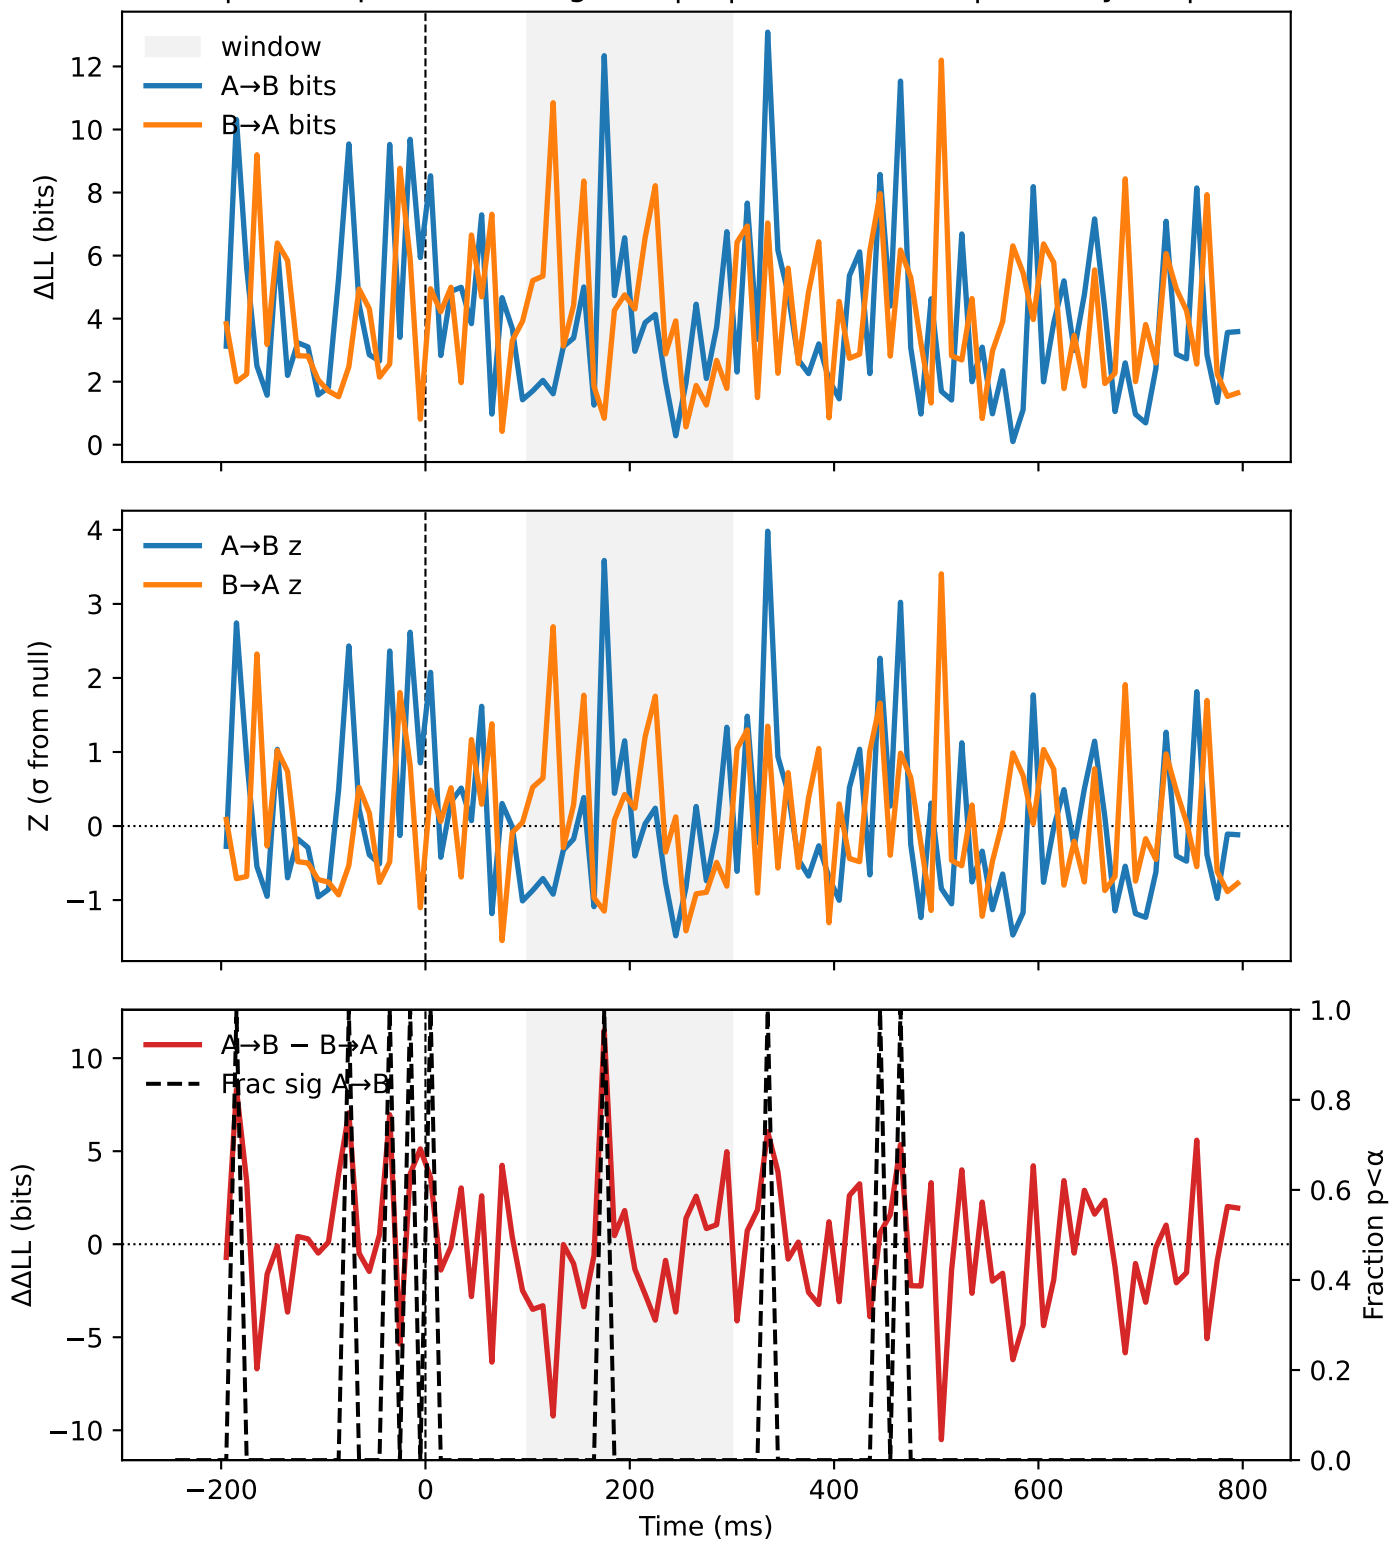 window
A→B bits
B→A bits
ΔLL (bits)
12
10
8
6
4
2
0
A→B z
B→A z
Z (σ from null)
4
3
2
1
0
−1
A→B − B→A
Frac sig A→B
ΔΔLL (bits)
10
5
0
−5
−10
1.0
0.8
0.6
0.4
0.2
0.0
Fraction p<α
−200
0
200
400
600
800
Time (ms)